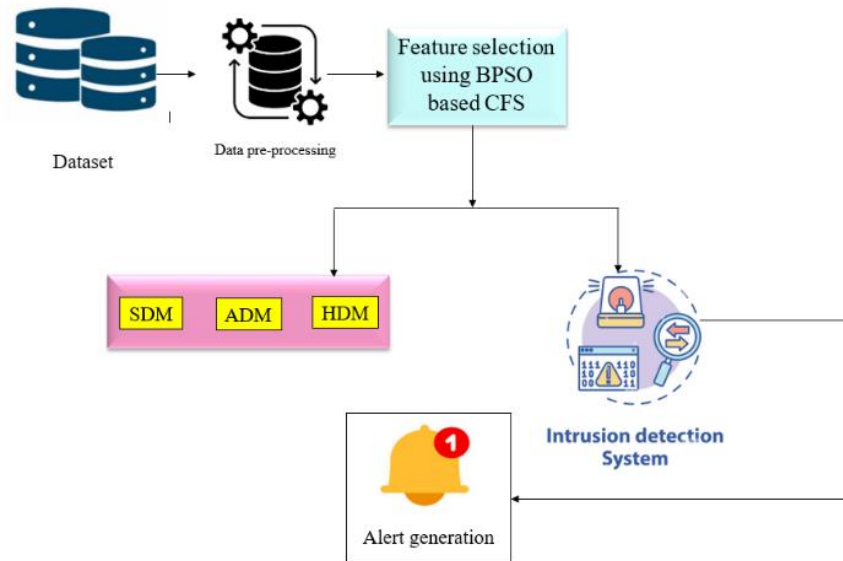 Feature selection
using BPSO
based CFS
Dataset
Data pre-processing
SDM
ADM
HDM
111 110
10 10
00 11
Intrusion detection
System
1
Alert generation